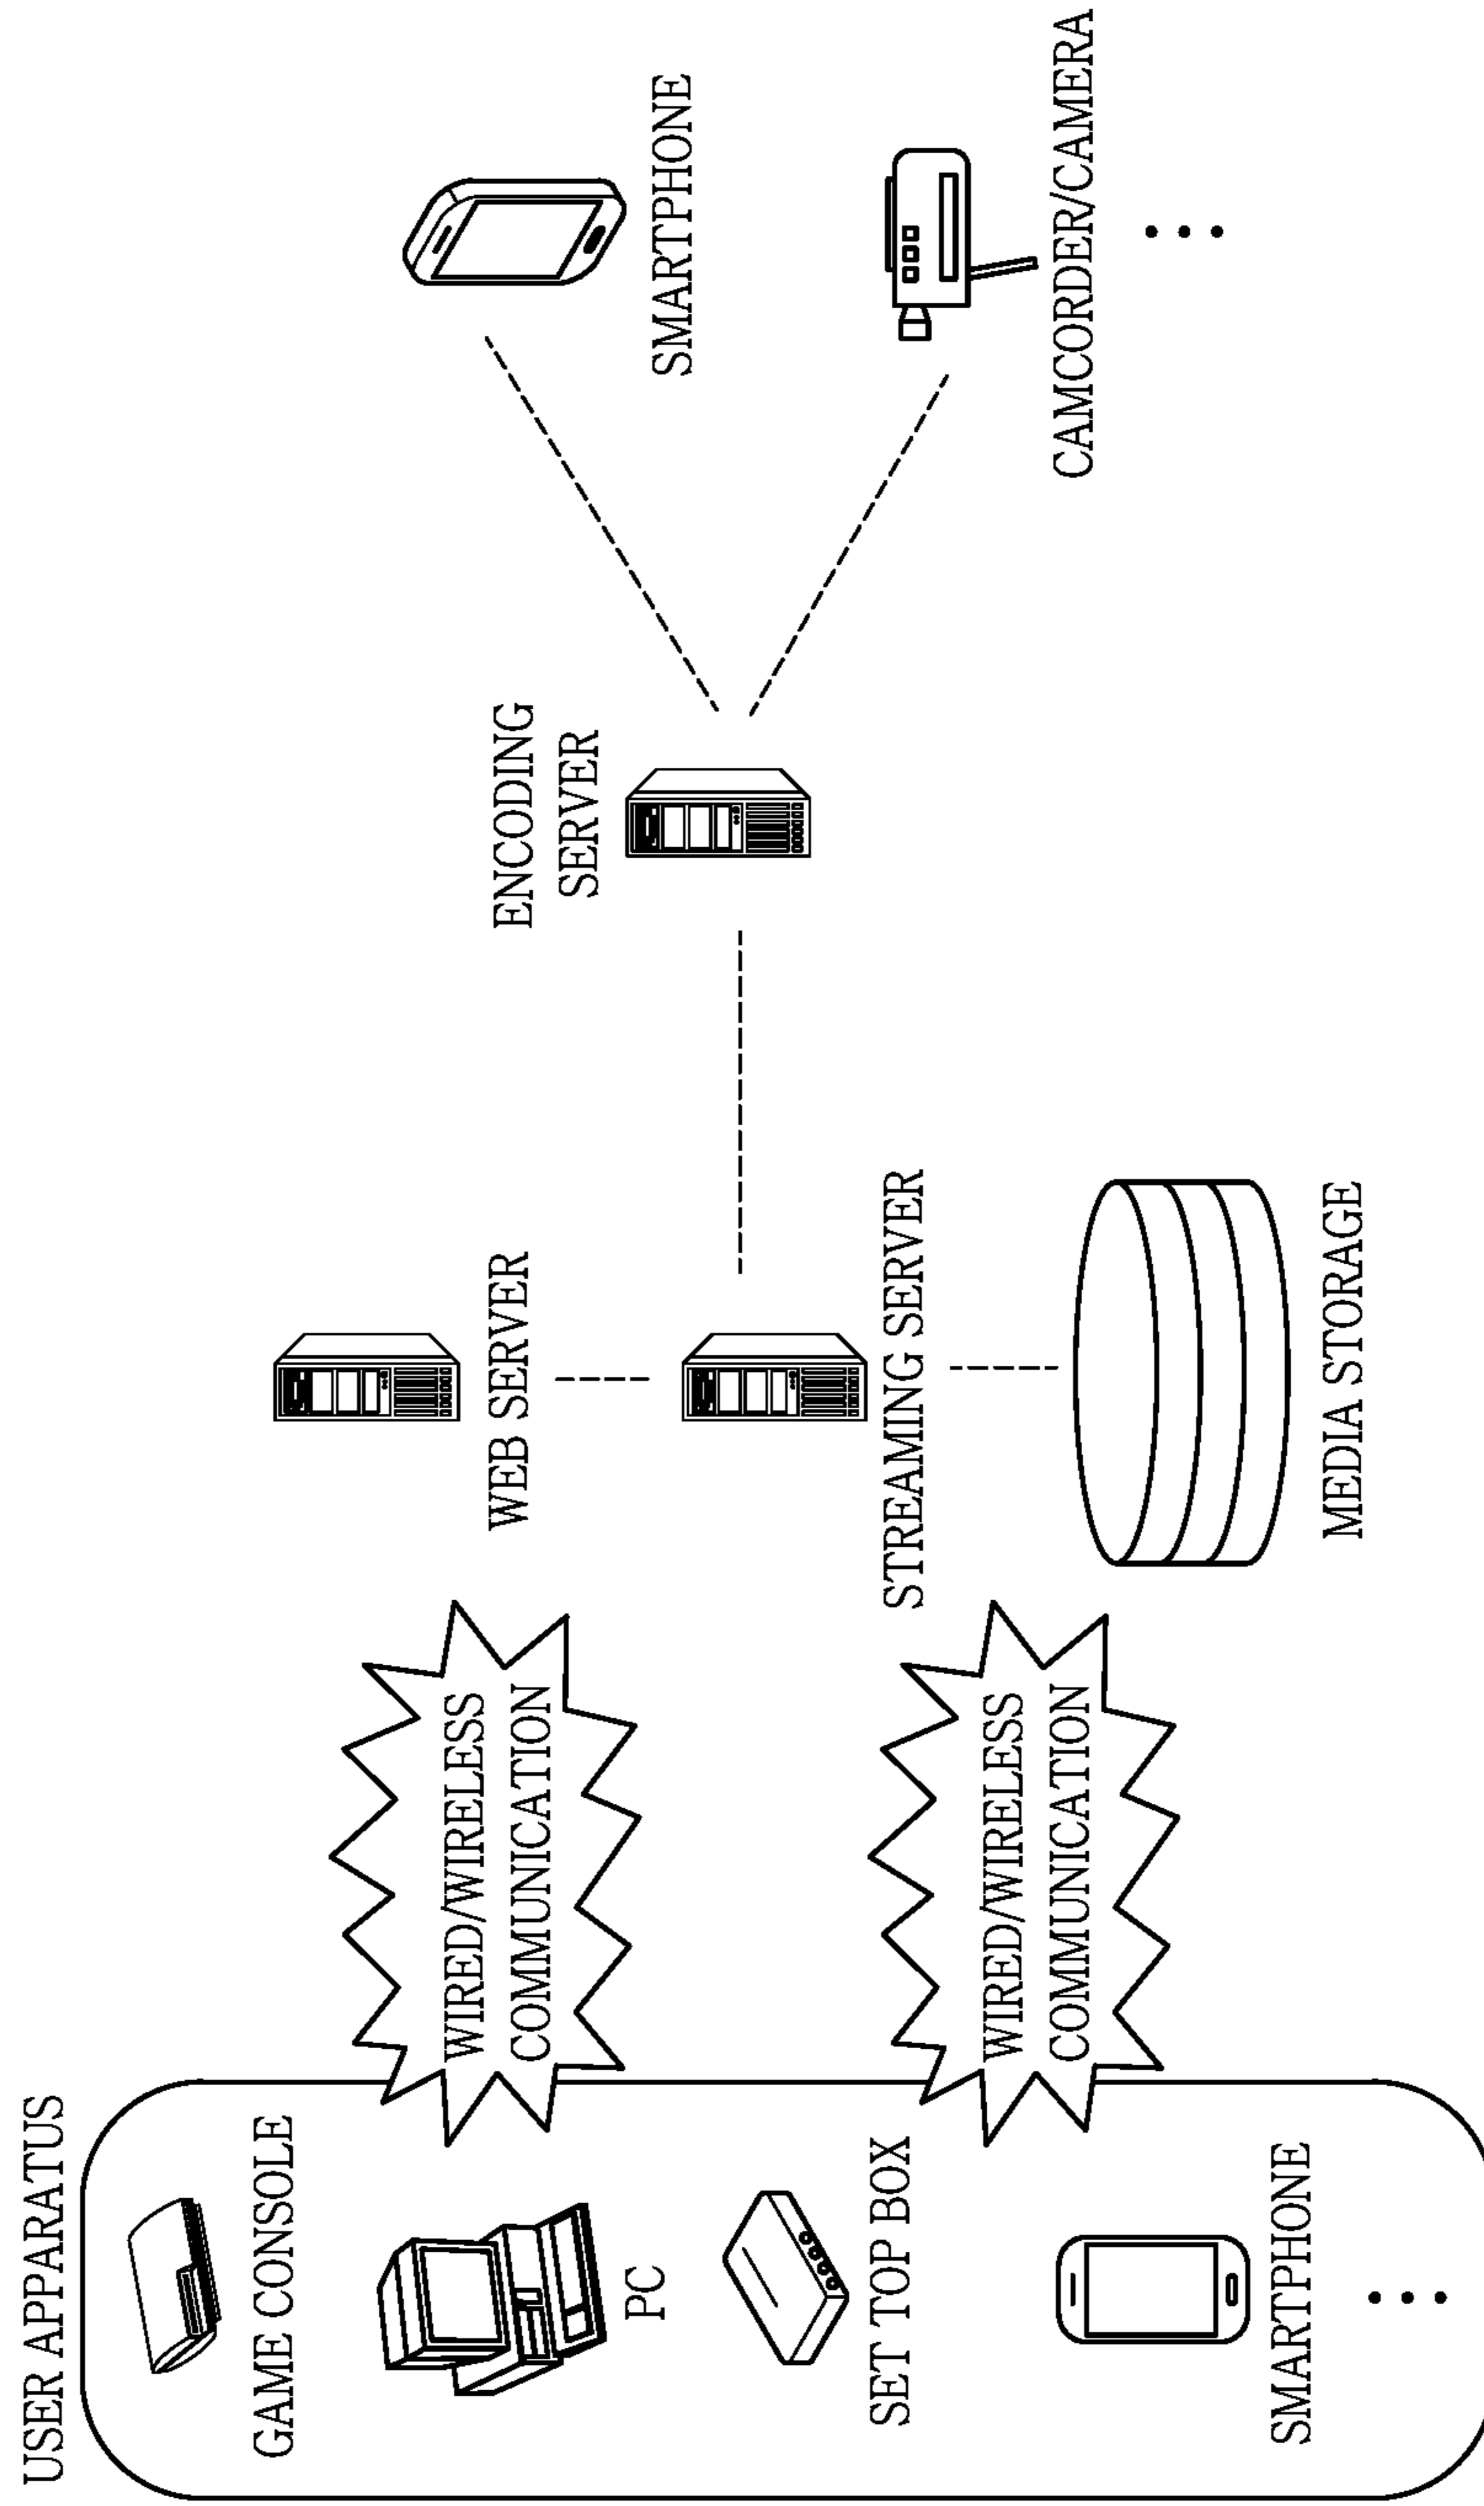 USER APPARATUS
GAME CONSOLE
PC
SET TOP BOX
SMARTPHONE
WIRED/WIRELESS
COMMUNICATION
WIRED/WIRELESS
COMMUNICATION
WEB SERVER
STREAMING SERVER
MEDIA STORAGE
ENCODING
SERVER
SMARTPHONE
CAMCORDER/CAMERA